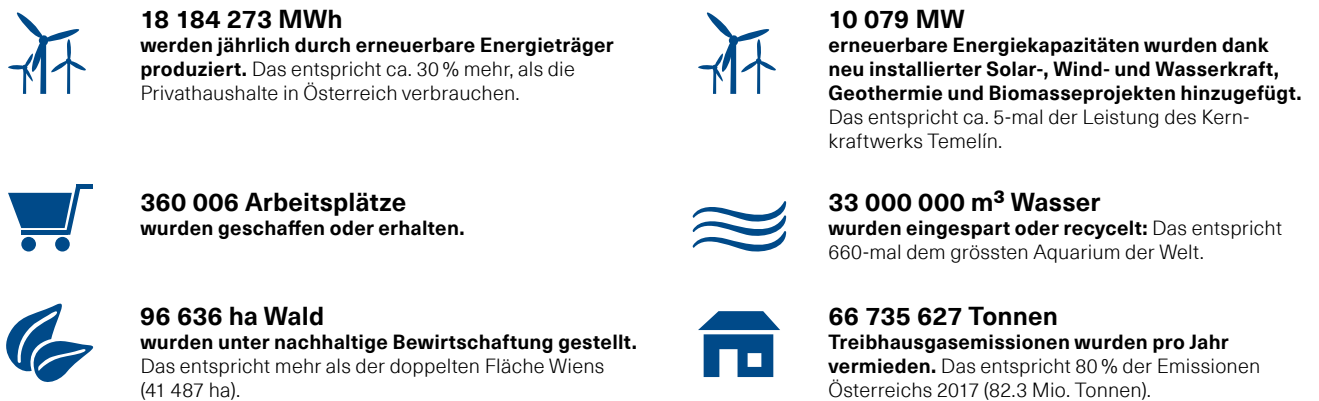 18 184 273 MWh
werden jährlich durch erneuerbare Energieträger
produziert. Das entspricht ca. 30 % mehr, als die
Privathaushalte in Österreich verbrauchen.
10 079 MW
erneuerbare Energiekapazitäten wurden dank
neu installierter Solar-, Wind- und Wasserkraft,
Geothermie und Biomasseprojekten hinzugefügt.
Das entspricht ca. 5-mal der Leistung des Kern-
kraftwerks Temelín.
360 006 Arbeitsplätze
wurden geschaffen oder erhalten.
33 000 000 m³ Wasser
wurden eingespart oder recycelt: Das entspricht
660-mal dem grössten Aquarium der Welt.
96 636 ha Wald
wurden unter nachhaltige Bewirtschaftung gestellt.
Das entspricht mehr als der doppelten Fläche Wiens
(41 487 ha).
66 735 627 Tonnen
Treibhausgasemissionen wurden pro Jahr
vermieden. Das entspricht 80 % der Emissionen
Österreichs 2017 (82.3 Mio. Tonnen).